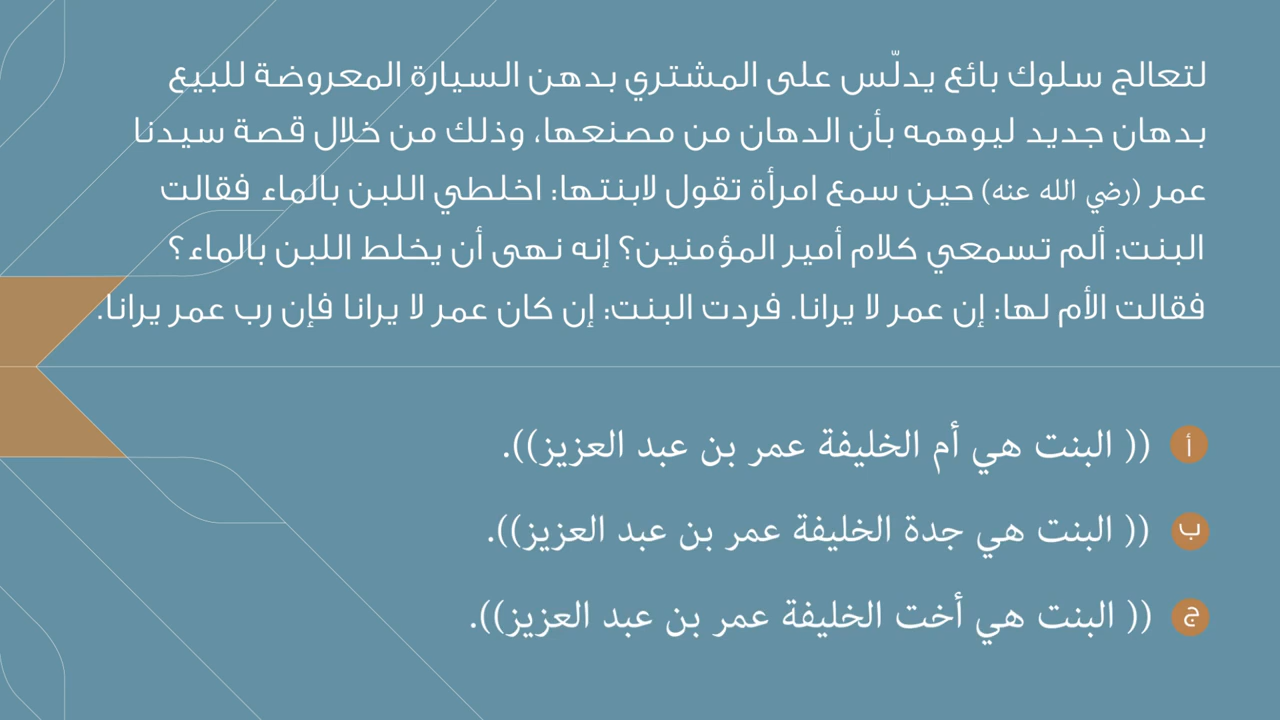 لتعالج سلوك بائع يدلّس على المشتري بدهن السيارة المعروضة للبيع
بدهان جديد ليوهمه بأن الدهان من مصنعها، وذلك من خلال قصة سيدنا
عمر (رضي الله عنه) حين سمع امرأة تقول لابنتها: اخلطي اللبن بالماء فقالت
البنت: ألم تسمعي كلام أمير المؤمنين؟ إنه نهى أن يخلط اللبن بالماء؟
فقالت الأم لها: إن عمر لا يرانا. فردت البنت: إن كان عمر لا يرانا فإن رب عمر يرانا.
أ (( البنت هي أم الخليفة عمر بن عبد العزيز)).
ب (( البنت هي جدة الخليفة عمر بن عبد العزيز)).
ج (( البنت هي أخت الخليفة عمر بن عبد العزيز)).